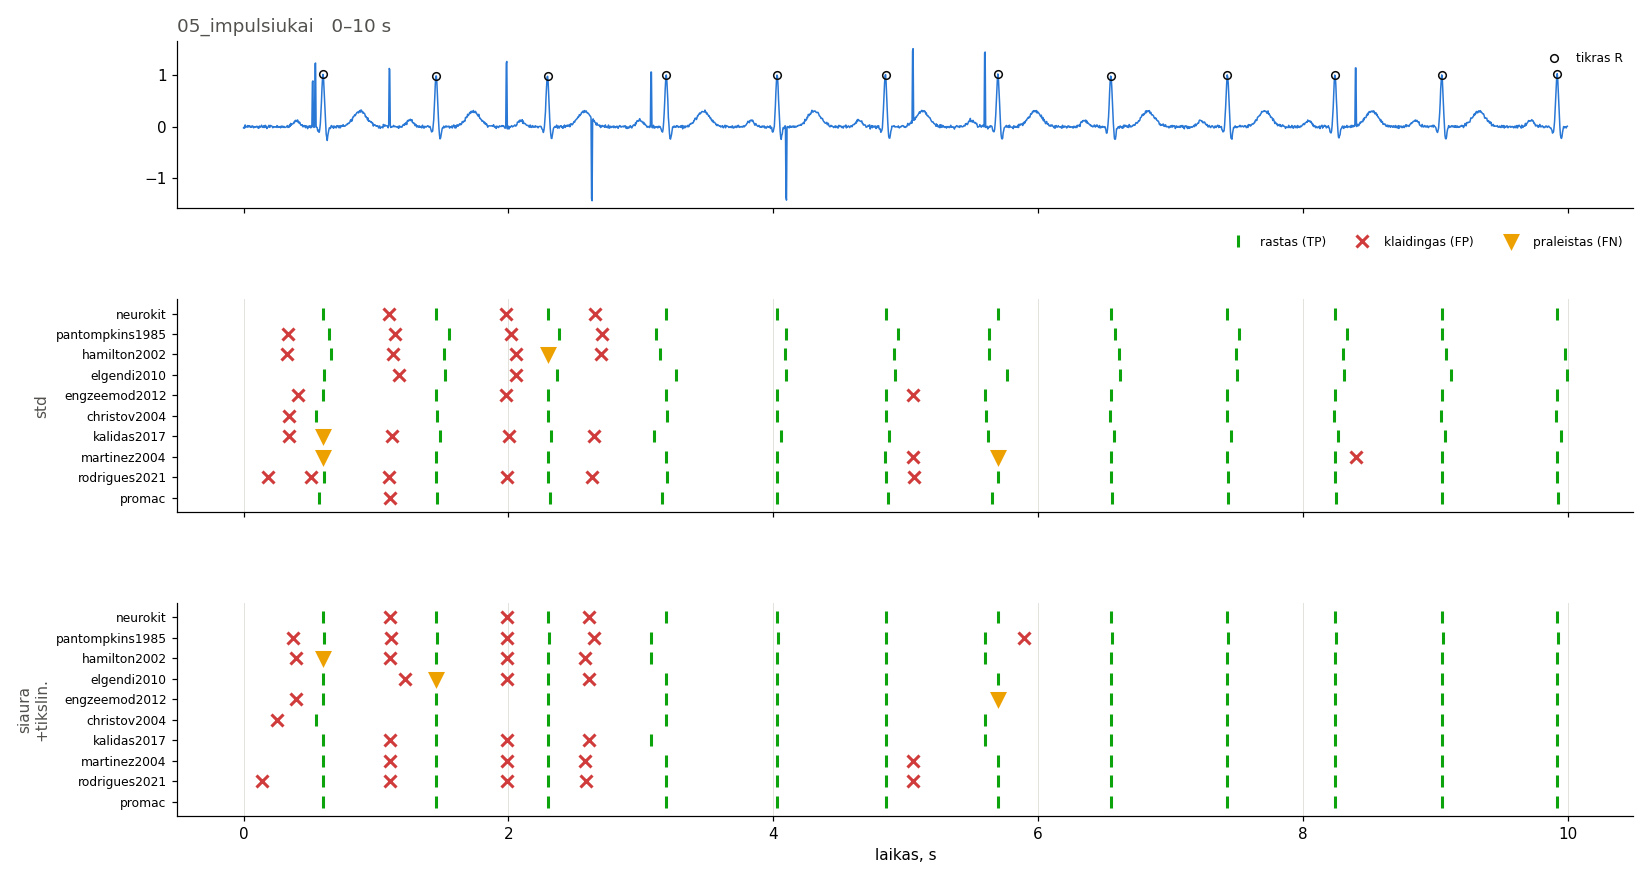 05_impulsiukai 0–10 s
1
0
−1
tikras R
rastas (TP)
klaidingas (FP)
praleistas (FN)
std
neurokit
pantompkins1985
hamilton2002
elgendi2010
engzeemod2012
christov2004
kalidas2017
martinez2004
rodrigues2021
promac
siaura
+tikslin.
neurokit
pantompkins1985
hamilton2002
elgendi2010
engzeemod2012
christov2004
kalidas2017
martinez2004
rodrigues2021
promac
0 2 4 6 8 10
laikas, s